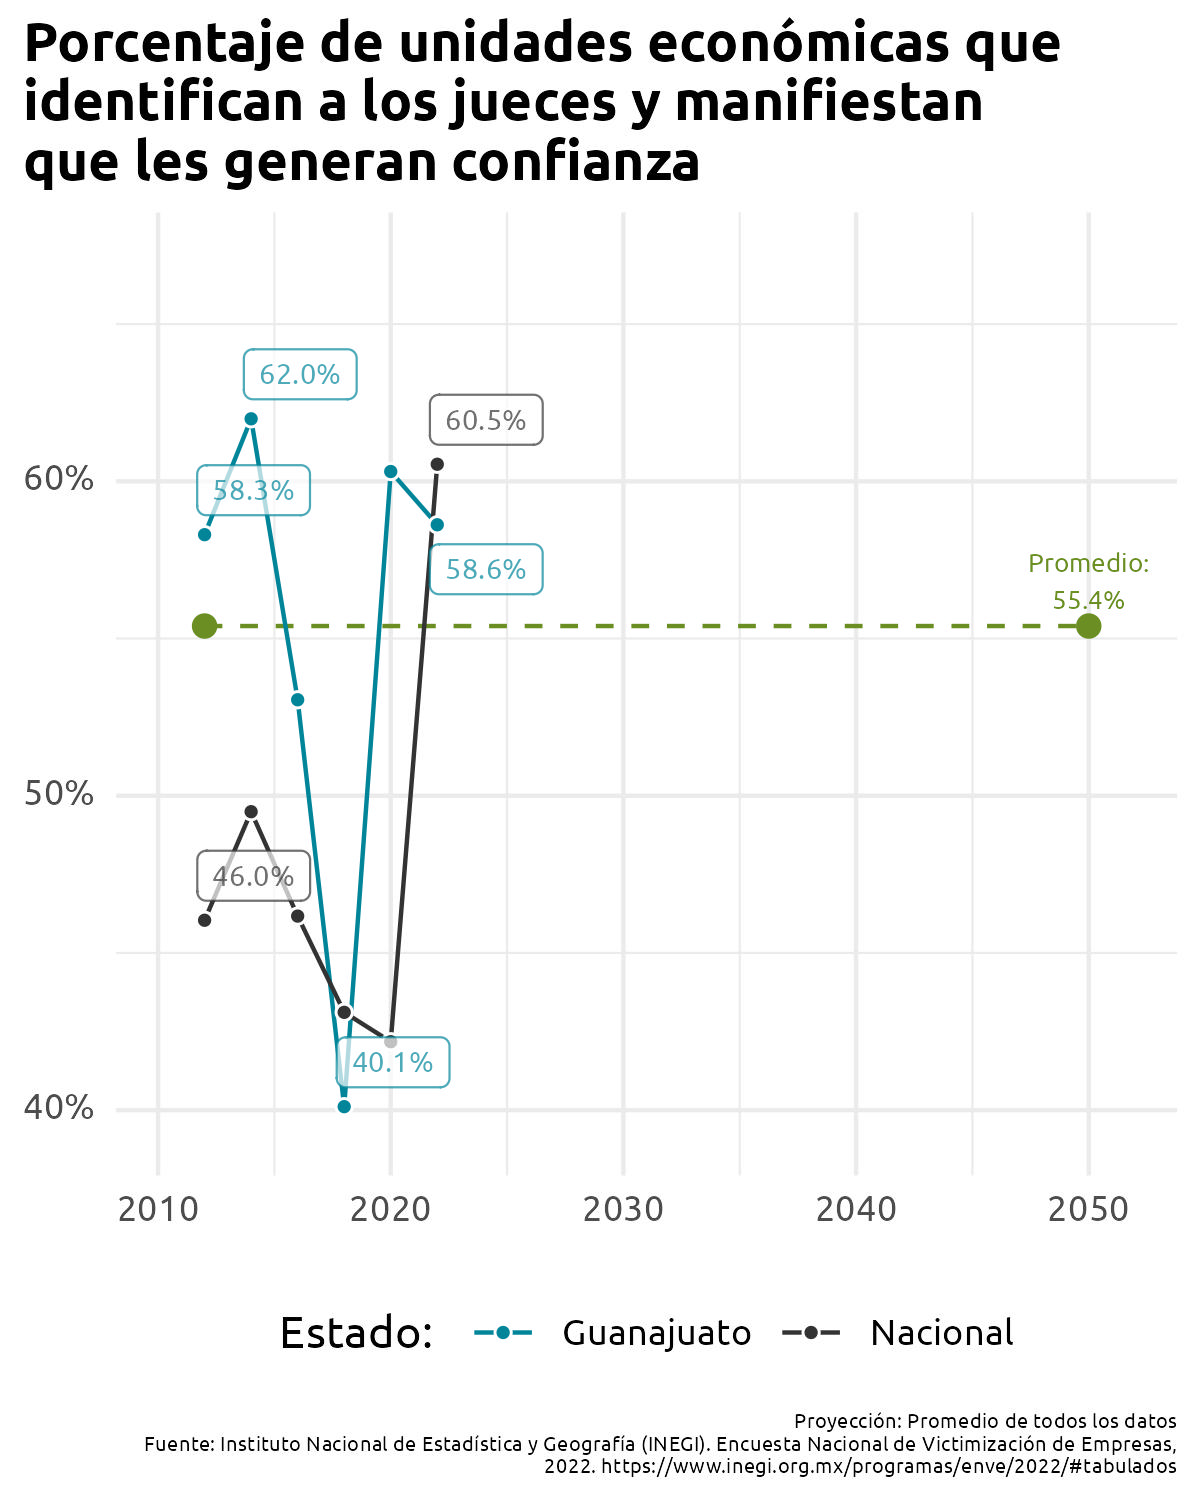 Porcentaje de unidades económicas que
identifican a los jueces y manifiestan
que les generan confianza
62.0%
60.5%
60%
58.3%
58.6%
Promedio:
55.4%
50%
46.0%
40.1%
40%
2010 2020 2030 2040 2050
Estado: Guanajuato Nacional
Proyección: Promedio de todos los datos
Fuente: Instituto Nacional de Estadística y Geografía (INEGI). Encuesta Nacional de Victimización de Empresas,
2022. https://www.inegi.org.mx/programas/enve/2022/#tabulados